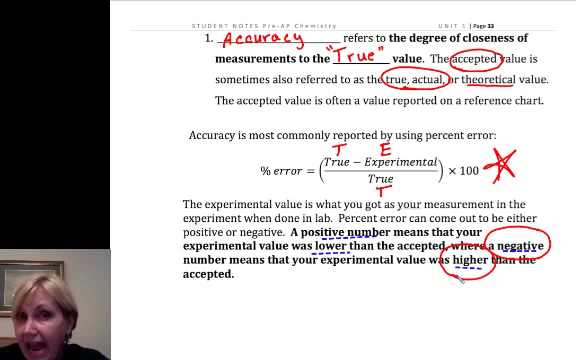 STUDENT NOTES Pre-AP Chemistry UNIT 1 | Page 33
1. Accuracy refers to the degree of closeness of
measurements to the "True" value. The accepted value is
sometimes also referred to as the true, actual, or theoretical value.
The accepted value is often a value reported on a reference chart.
Accuracy is most commonly reported by using percent error:
T E
% error = (True − Experimental / True) × 100
T
The experimental value is what you got as your measurement in the
experiment when done in lab. Percent error can come out to be either
positive or negative. A positive number means that your
experimental value was lower than the accepted, where a negative
number means that your experimental value was higher than the
accepted.